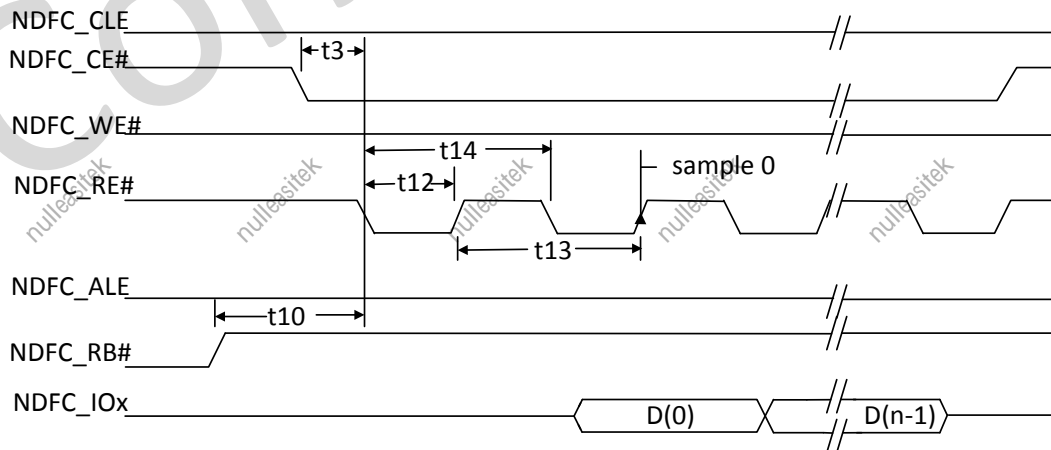 NDFC_CLE
t3
NDFC_CE#
NDFC_WE#
t14
sample 0
t12
NDFC_RE#
nulleasitek
nulleasitek
nulleasitek
nulleasitek
nulleasitek
t13
NDFC_ALE
t10
NDFC_RB#
NDFC_IOx
D(0)
D(n-1)